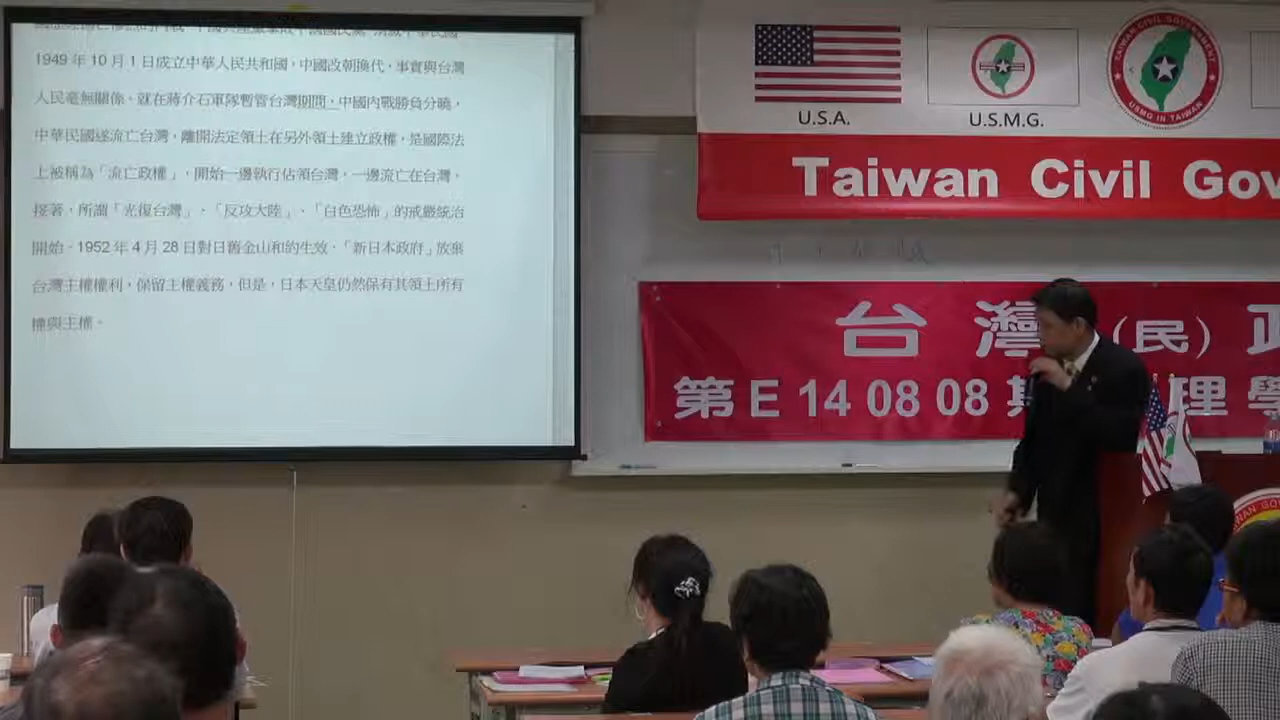 1949 年 10 月 1 日成立中華人民共和國，中國改朝換代，事實與台灣
人民毫無關係。就在蔣介石軍隊暫管台灣期間，中國內戰勝負分曉，
中華民國遂流亡台灣，離開法定領土在另外領土建立政權，是國際法
上被稱為「流亡政權」，開始一邊執行佔領台灣，一邊流亡在台灣，
接著，所謂「光復台灣」、「反攻大陸」、「白色恐怖」的戒嚴統治
開始。1952 年 4 月 28 日對日舊金山和約生效，「新日本政府」放棄
台灣主權權利，保留主權義務，但是，日本天皇仍然保有其領土所有
權與主權。
U.S.A.
U.S.M.G.
TAIWAN CIVIL GOVERNMENT
USMG IN TAIWAN
Taiwan Civil Gov
台 灣 （民） 政
第 E 14 08 08 期 理 學